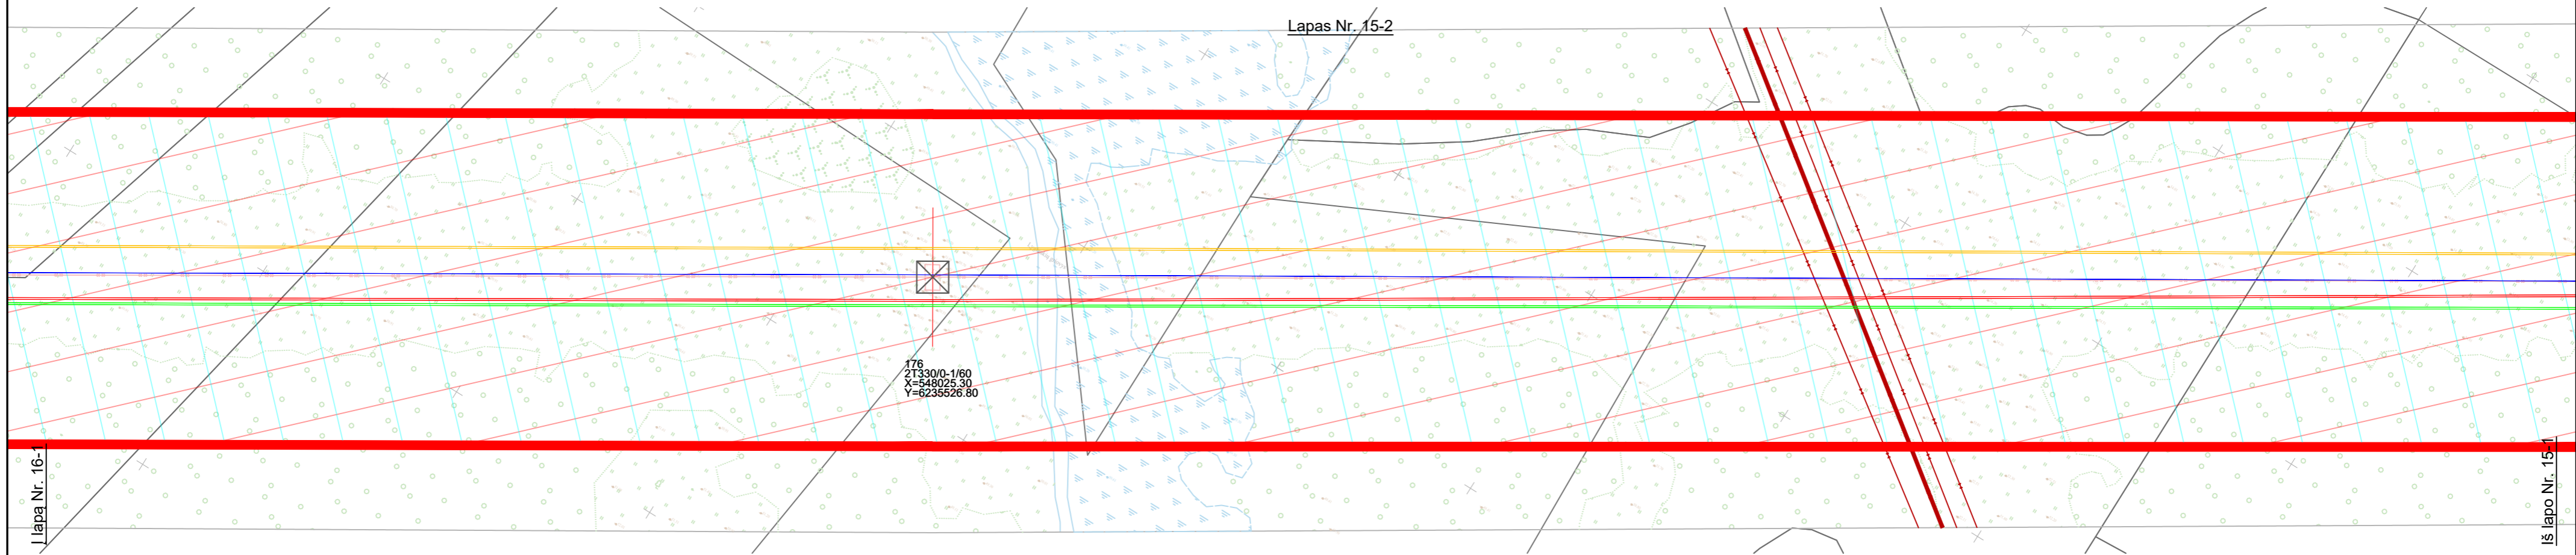 Lapas Nr. 15-2
176
2T330/0-1/60
X=548025.30
Y=6235526.80
Į lapą Nr. 16-1
Iš lapo Nr. 15-1